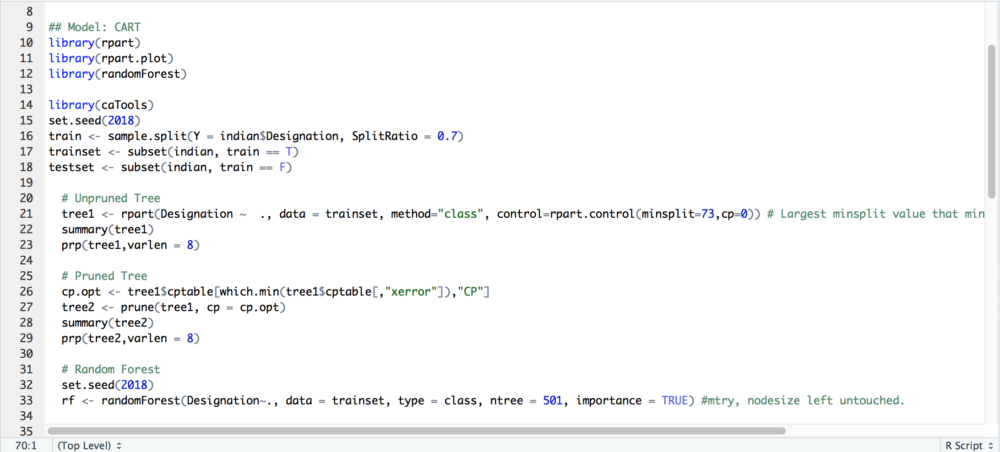 8
9 ## Model: CART
10 library(rpart)
11 library(rpart.plot)
12 library(randomForest)
13
14 library(caTools)
15 set.seed(2018)
16 train <- sample.split(Y = indian$Designation, SplitRatio = 0.7)
17 trainset <- subset(indian, train == T)
18 testset <- subset(indian, train == F)
19
20 # Unpruned Tree
21 tree1 <- rpart(Designation ~  ., data = trainset, method="class", control=rpart.control(minsplit=73,cp=0)) # Largest minsplit value that min
22 summary(tree1)
23 prp(tree1,varlen = 8)
24
25 # Pruned Tree
26 cp.opt <- tree1$cptable[which.min(tree1$cptable[,"xerror"]),"CP"]
27 tree2 <- prune(tree1, cp = cp.opt)
28 summary(tree2)
29 prp(tree2,varlen = 8)
30
31 # Random Forest
32 set.seed(2018)
33 rf <- randomForest(Designation~., data = trainset, type = class, ntree = 501, importance = TRUE) #mtry, nodesize left untouched.
34
35
70:1 (Top Level) R Script